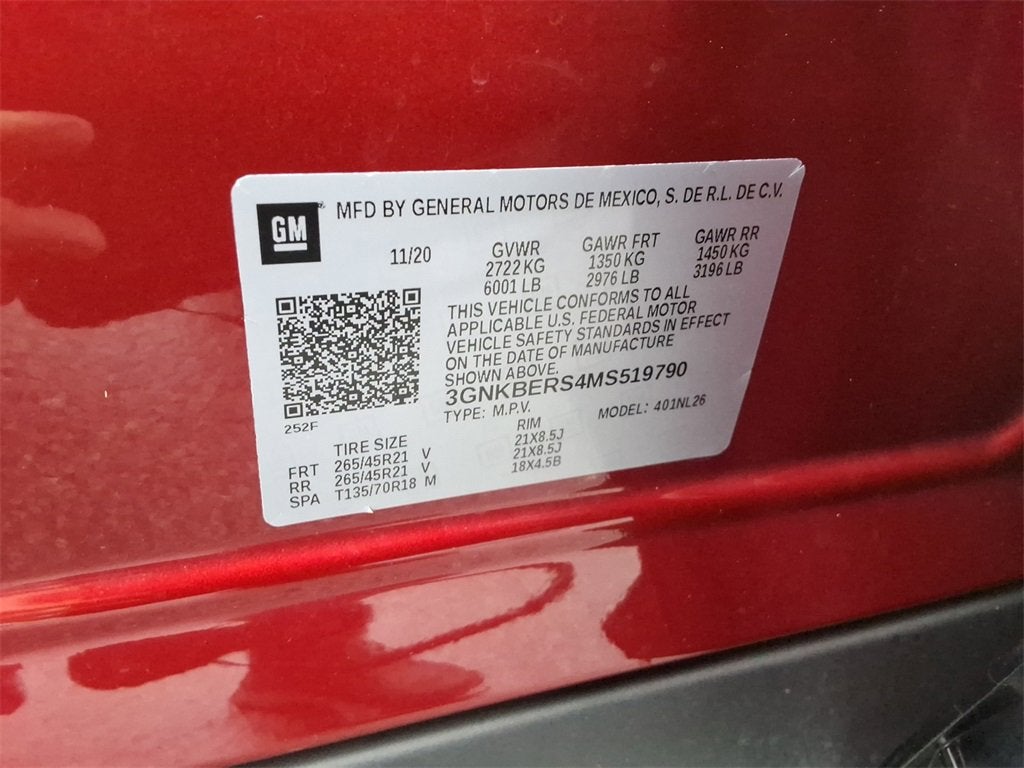 GM
MFD BY GENERAL MOTORS DE MEXICO, S. DE R.L. DE C.V.
11/20 GVWR GAWR FRT GAWR RR
2722 KG 1350 KG 1450 KG
6001 LB 2976 LB 3196 LB
THIS VEHICLE CONFORMS TO ALL
APPLICABLE U.S. FEDERAL MOTOR
VEHICLE SAFETY STANDARDS IN EFFECT
ON THE DATE OF MANUFACTURE
SHOWN ABOVE.
3GNKBERS4MS519790
TYPE: M.P.V. MODEL: 401NL26
252F
TIRE SIZE RIM
FRT 265/45R21 V 21X8.5J
RR 265/45R21 V 21X8.5J
SPA T135/70R18 M 18X4.5B